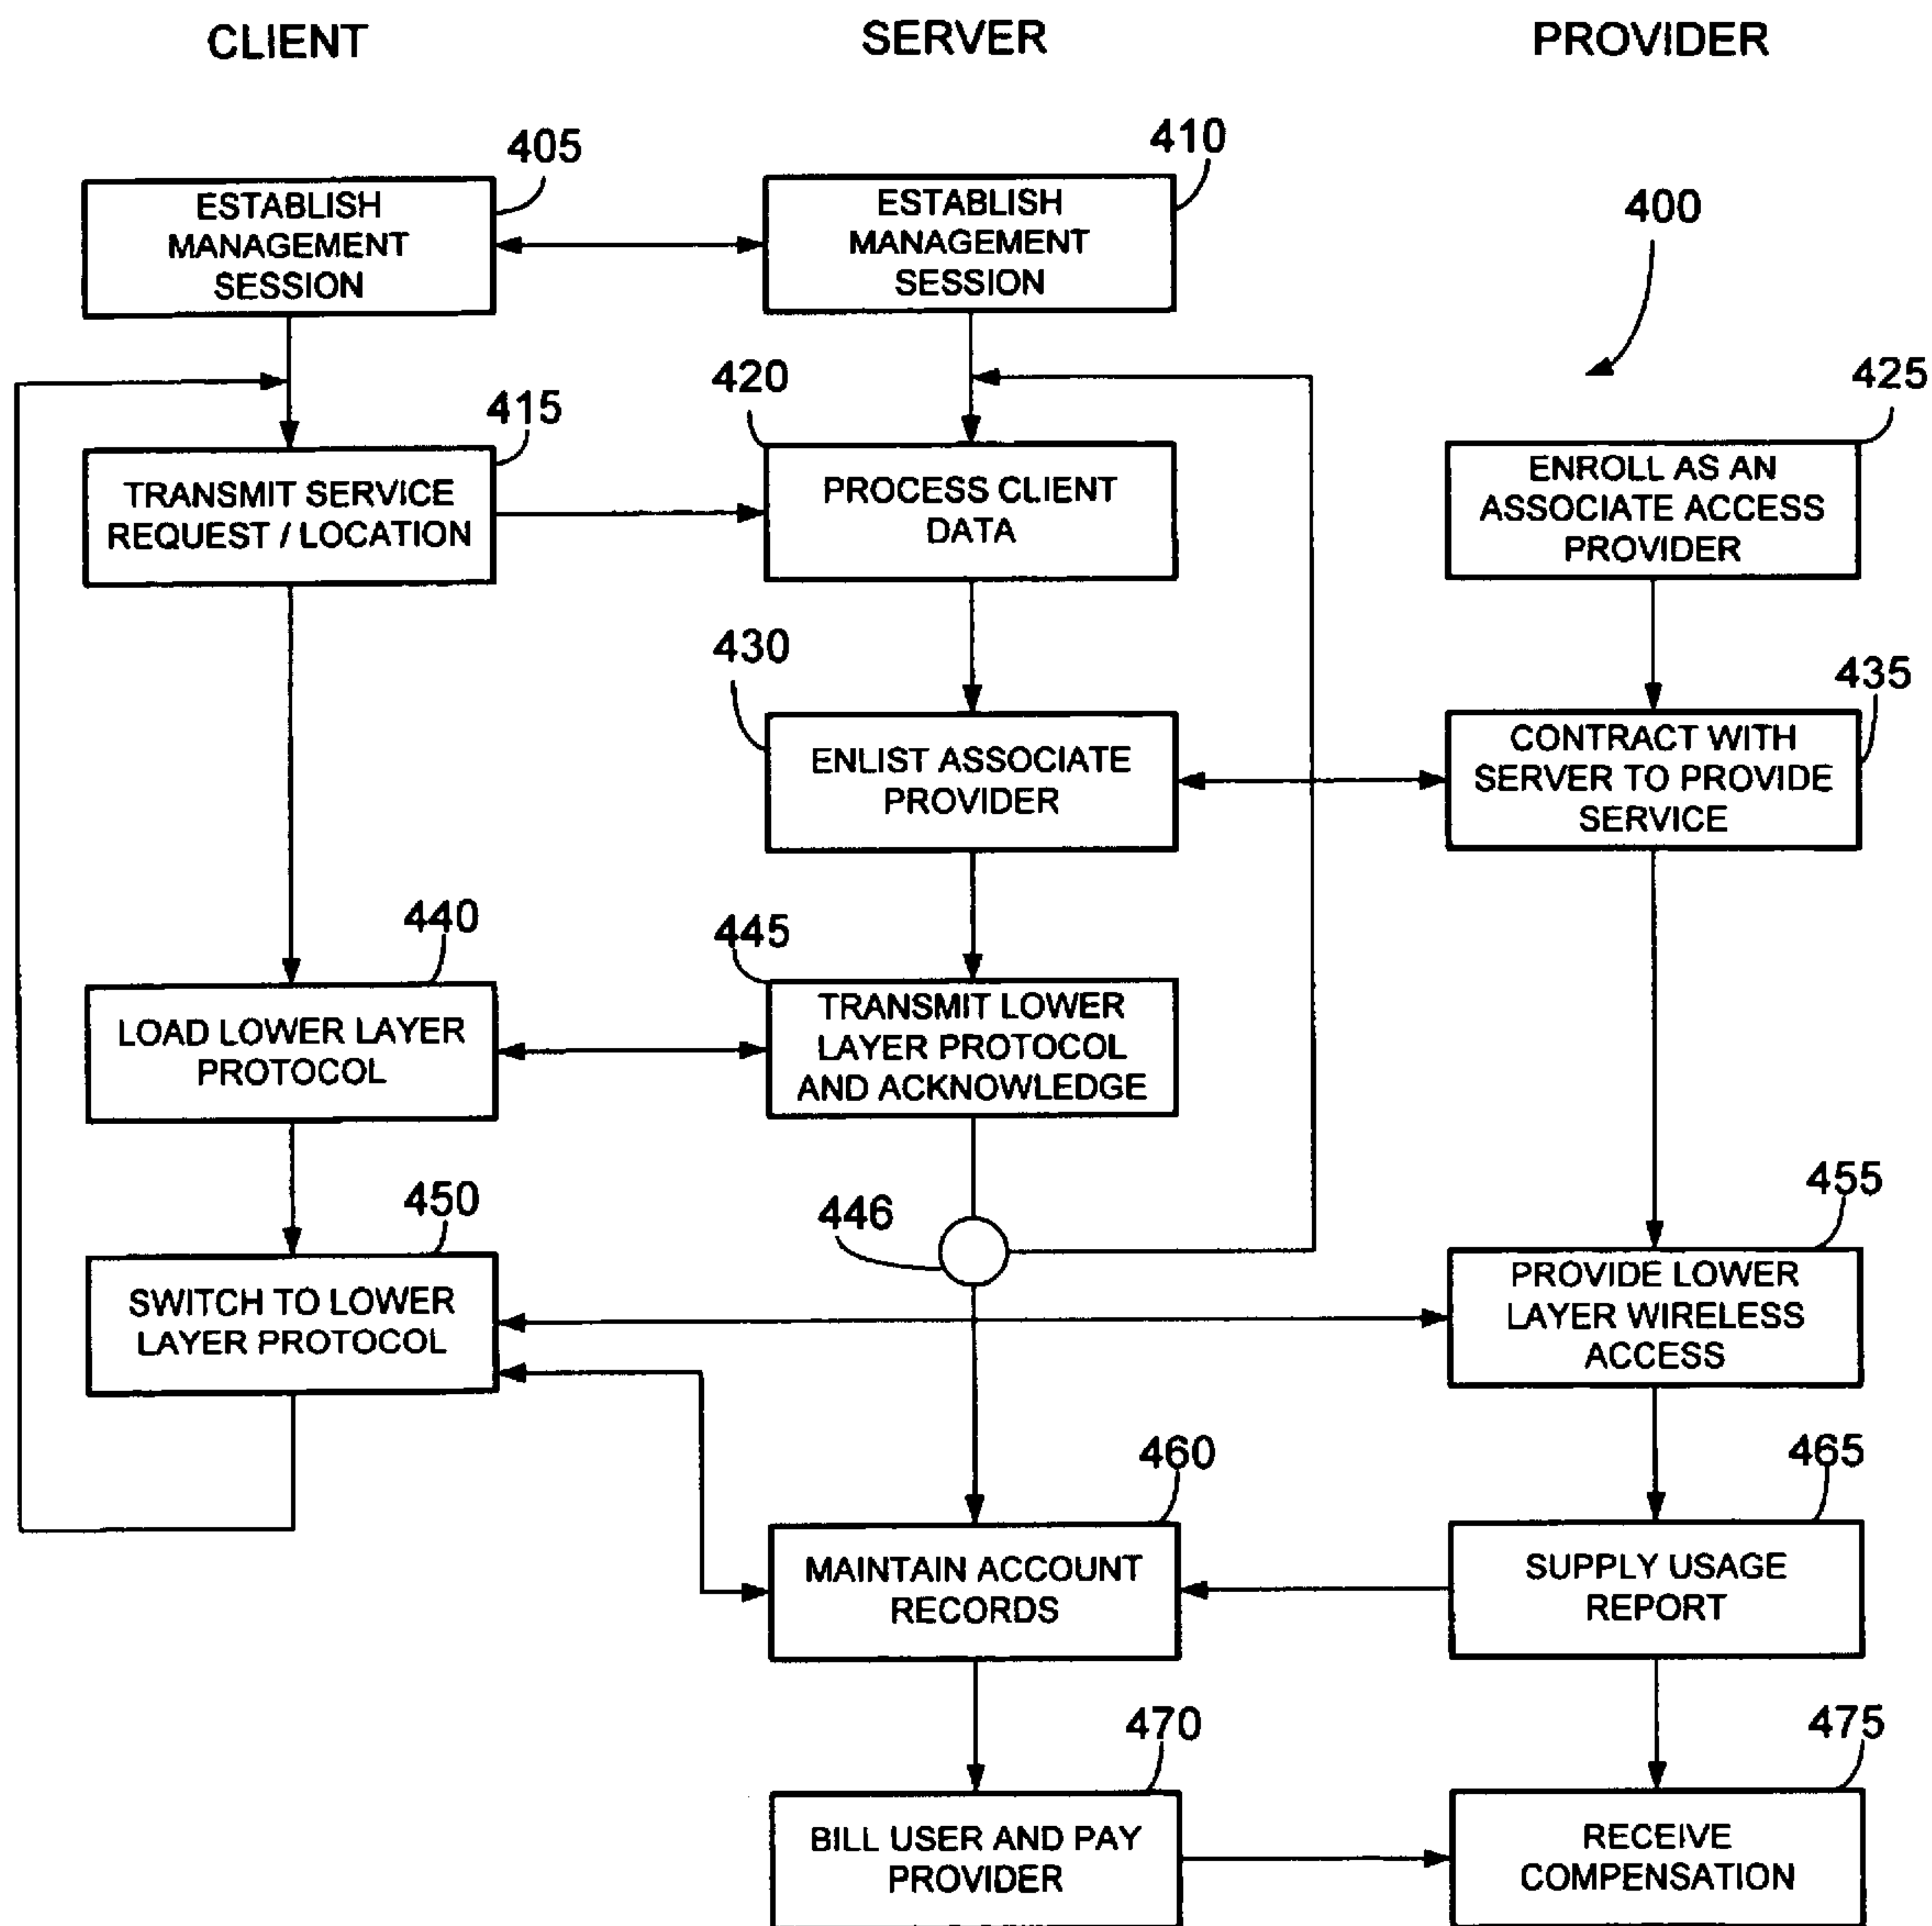 CLIENT
SERVER
PROVIDER
405
ESTABLISH
MANAGEMENT
SESSION
410
ESTABLISH
MANAGEMENT
SESSION
400
415
TRANSMIT SERVICE
REQUEST / LOCATION
420
PROCESS CLIENT
DATA
425
ENROLL AS AN
ASSOCIATE ACCESS
PROVIDER
430
ENLIST ASSOCIATE
PROVIDER
435
CONTRACT WITH
SERVER TO PROVIDE
SERVICE
440
LOAD LOWER LAYER
PROTOCOL
445
TRANSMIT LOWER
LAYER PROTOCOL
AND ACKNOWLEDGE
446
450
SWITCH TO LOWER
LAYER PROTOCOL
455
PROVIDE LOWER
LAYER WIRELESS
ACCESS
460
MAINTAIN ACCOUNT
RECORDS
465
SUPPLY USAGE
REPORT
470
BILL USER AND PAY
PROVIDER
475
RECEIVE
COMPENSATION